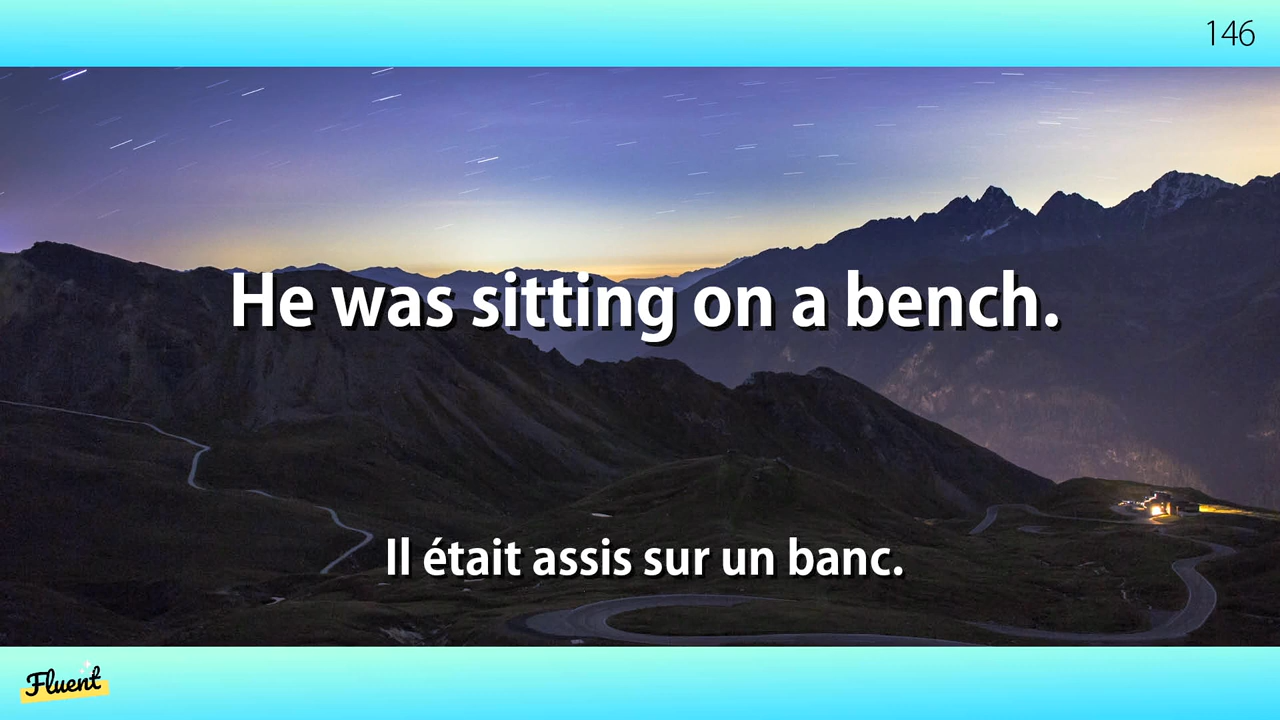 146
He was sitting on a bench.
Il était assis sur un banc.
Fluent